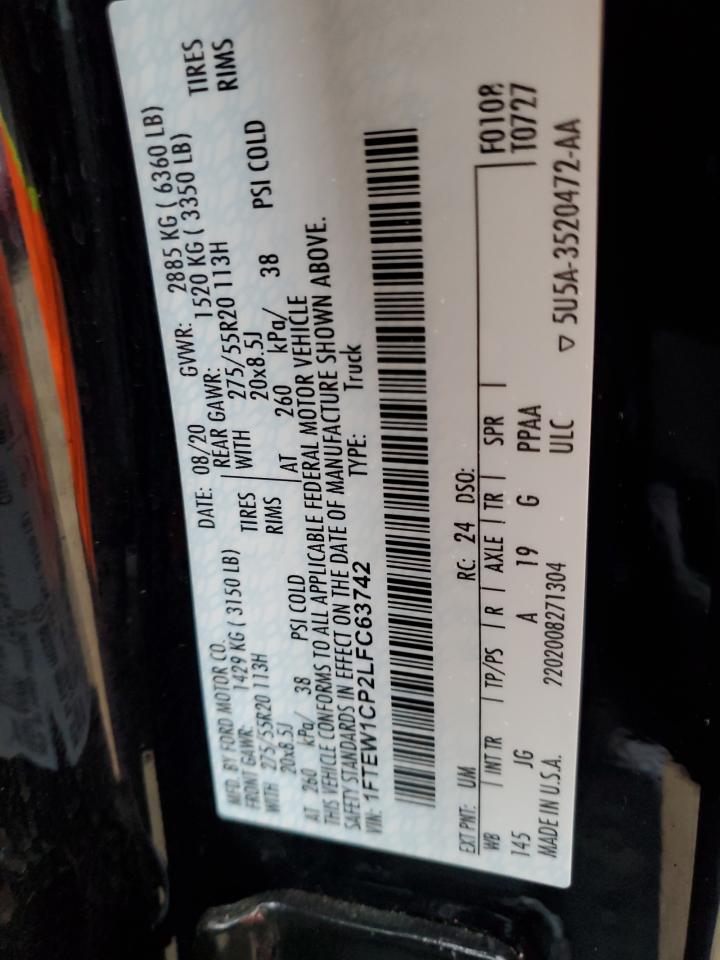 MFD. BY FORD MOTOR CO.
DATE: 08/20 GVWR: 2885 KG ( 6360 LB)
FRONT GAWR: 1429 KG ( 3150 LB) REAR GAWR: 1520 KG ( 3350 LB)
WITH 275/55R20 113H TIRES WITH 275/55R20 113H TIRES
20x8.5J RIMS 20x8.5J RIMS
AT 260 kPa/ 38 PSI COLD AT 260 kPa/ 38 PSI COLD
THIS VEHICLE CONFORMS TO ALL APPLICABLE FEDERAL MOTOR VEHICLE
SAFETY STANDARDS IN EFFECT ON THE DATE OF MANUFACTURE SHOWN ABOVE.
VIN: 1FTEW1CP2LFC63742 TYPE: Truck
EXT PNT: UM RC: 24 DSO: F0108
WB INT TR TP/PS R AXLE TR SPR T0727
145 JG A 19 G PPAA
MADE IN U.S.A. 2202008271304 ULC ▽ 5U5A-3520472-AA